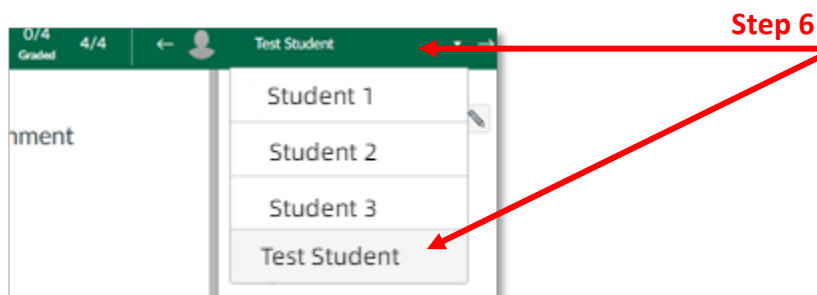 Step 6
0/4
Graded
4/4
Test Student
Student 1
nment
Student 2
Student 3
Test Student